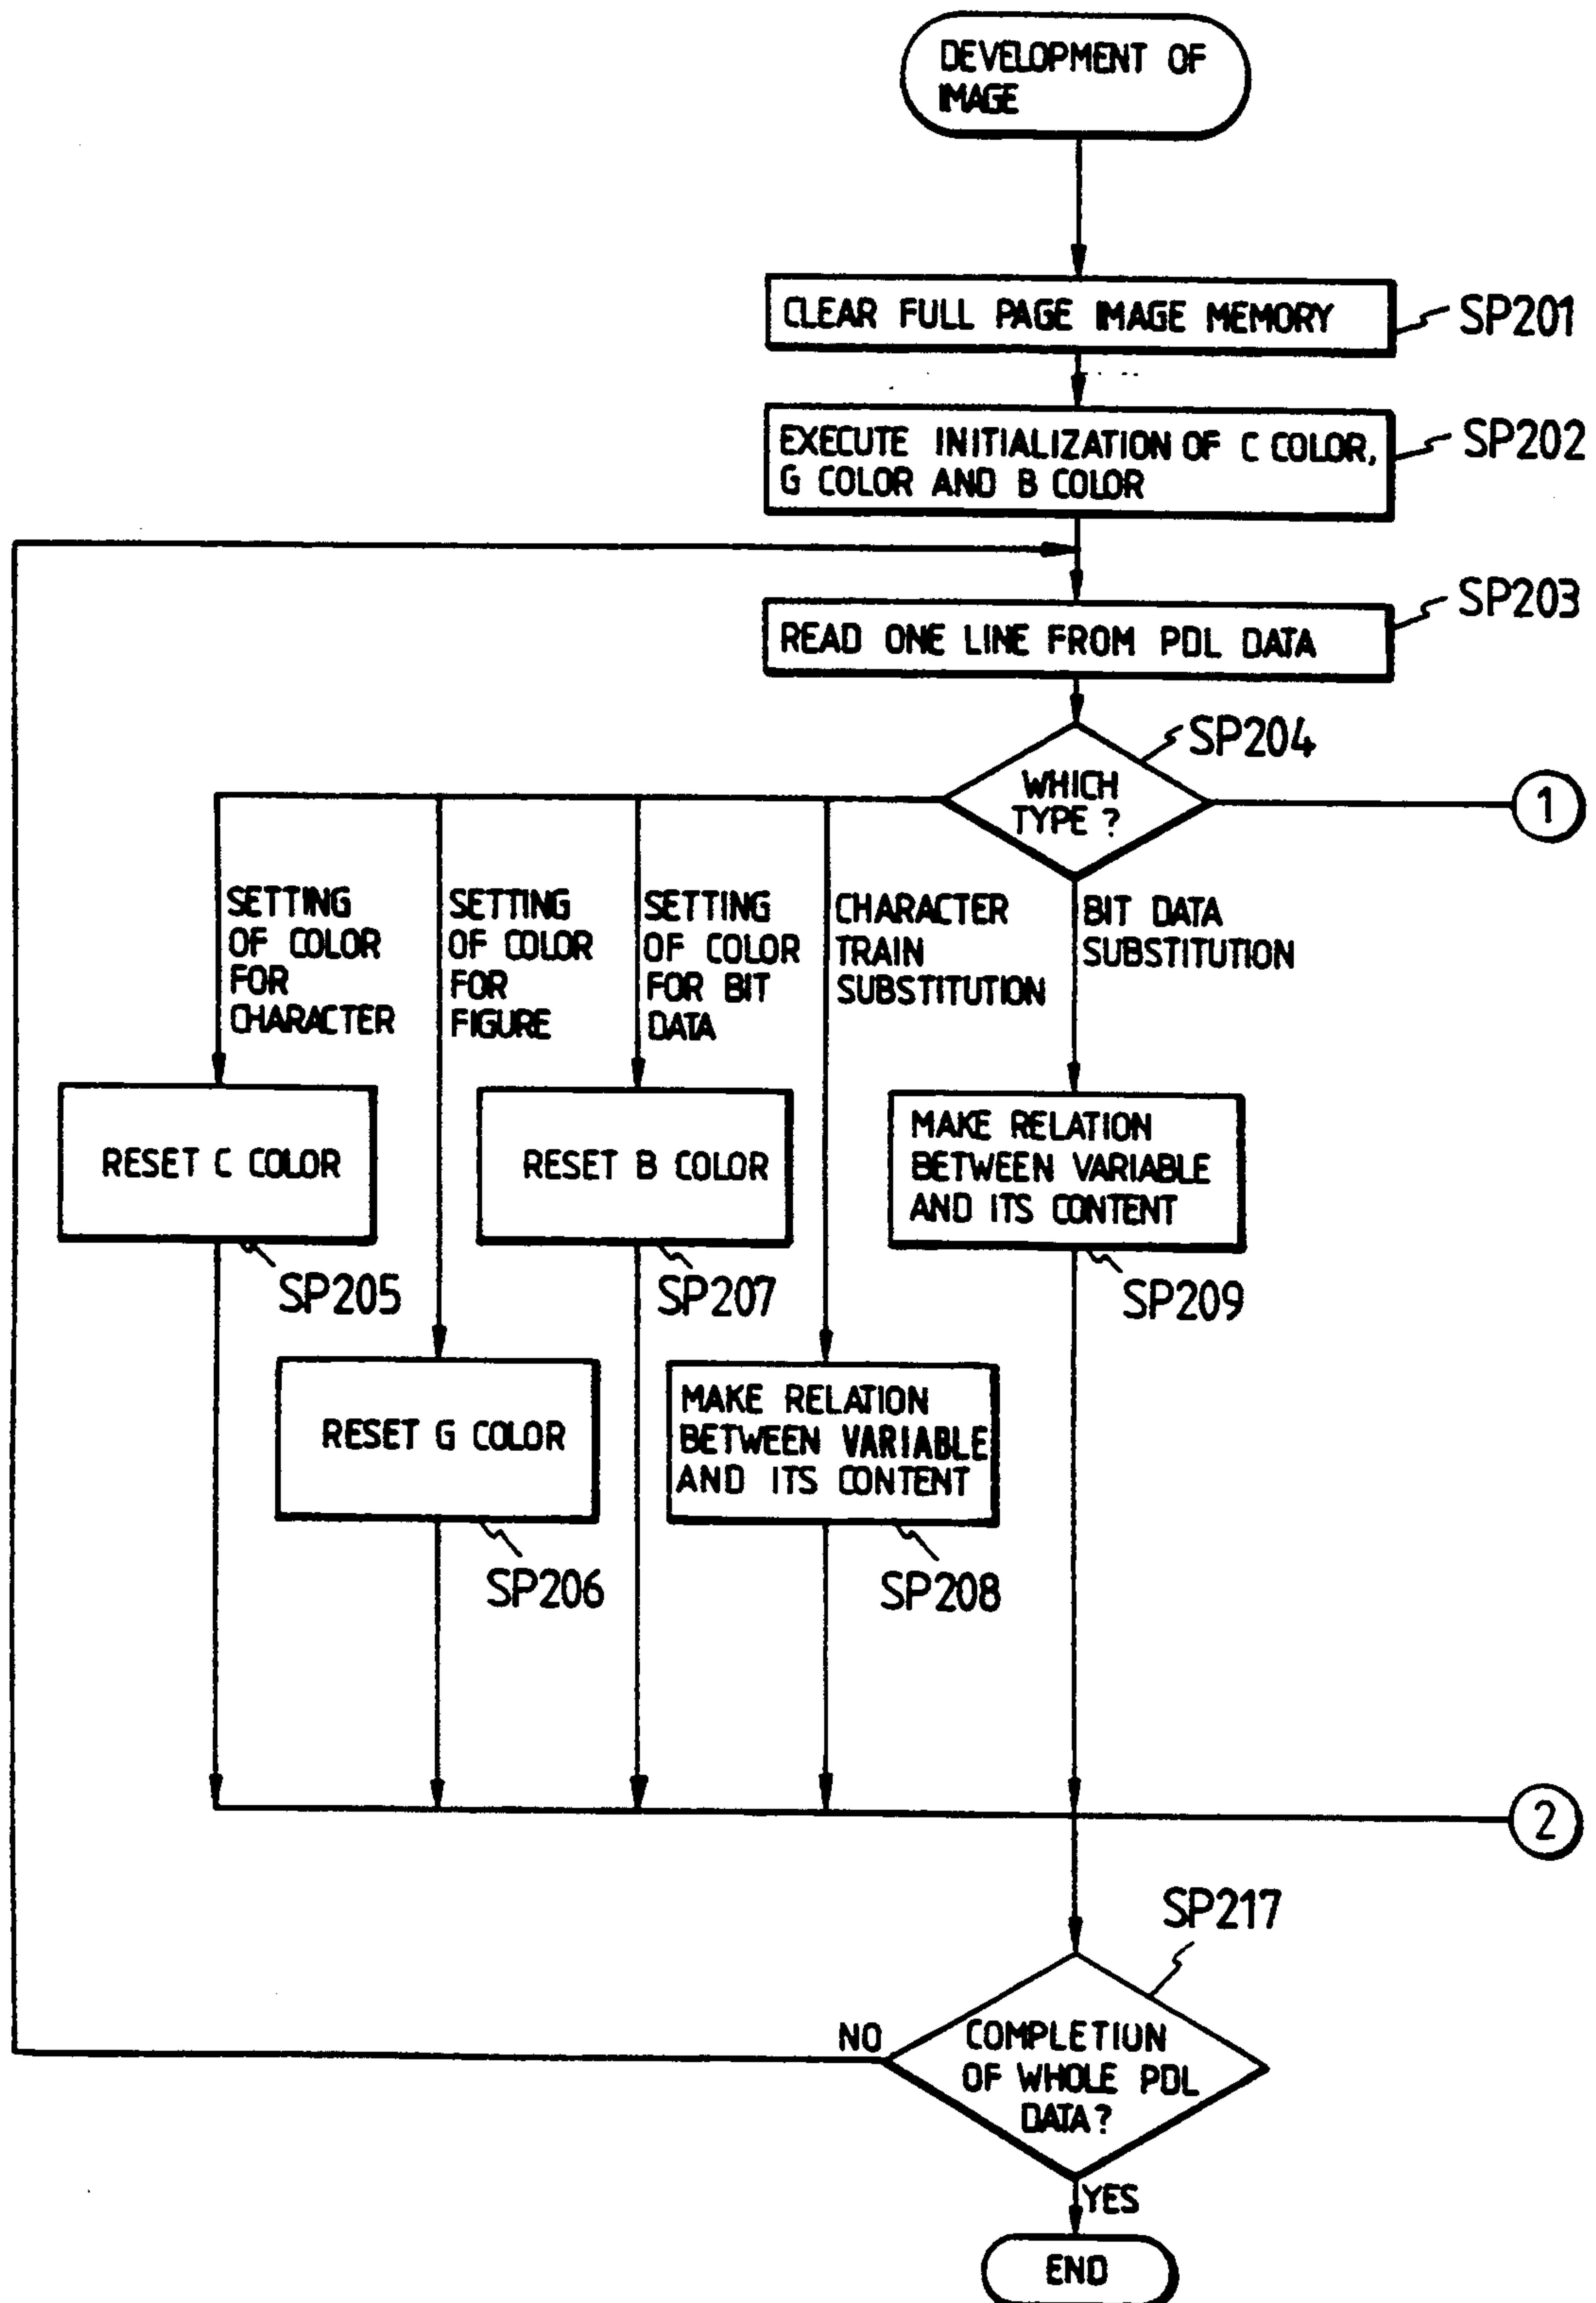 DEVELOPMENT OF
IMAGE
CLEAR FULL PAGE IMAGE MEMORY
SP201
EXECUTE INITIALIZATION OF C COLOR,
G COLOR AND B COLOR
SP202
READ ONE LINE FROM PDL DATA
SP203
WHICH
TYPE ?
SP204
1
SETTING
OF COLOR
FOR
CHARACTER
SETTING
OF COLOR
FOR
FIGURE
SETTING
OF COLOR
FOR BIT
DATA
CHARACTER
TRAIN
SUBSTITUTION
BIT DATA
SUBSTITUTION
RESET C COLOR
SP205
RESET B COLOR
SP207
MAKE RELATION
BETWEEN VARIABLE
AND ITS CONTENT
SP209
RESET G COLOR
SP206
MAKE RELATION
BETWEEN VARIABLE
AND ITS CONTENT
SP208
2
SP217
COMPLETION
OF WHOLE PDL
DATA?
NO
YES
END